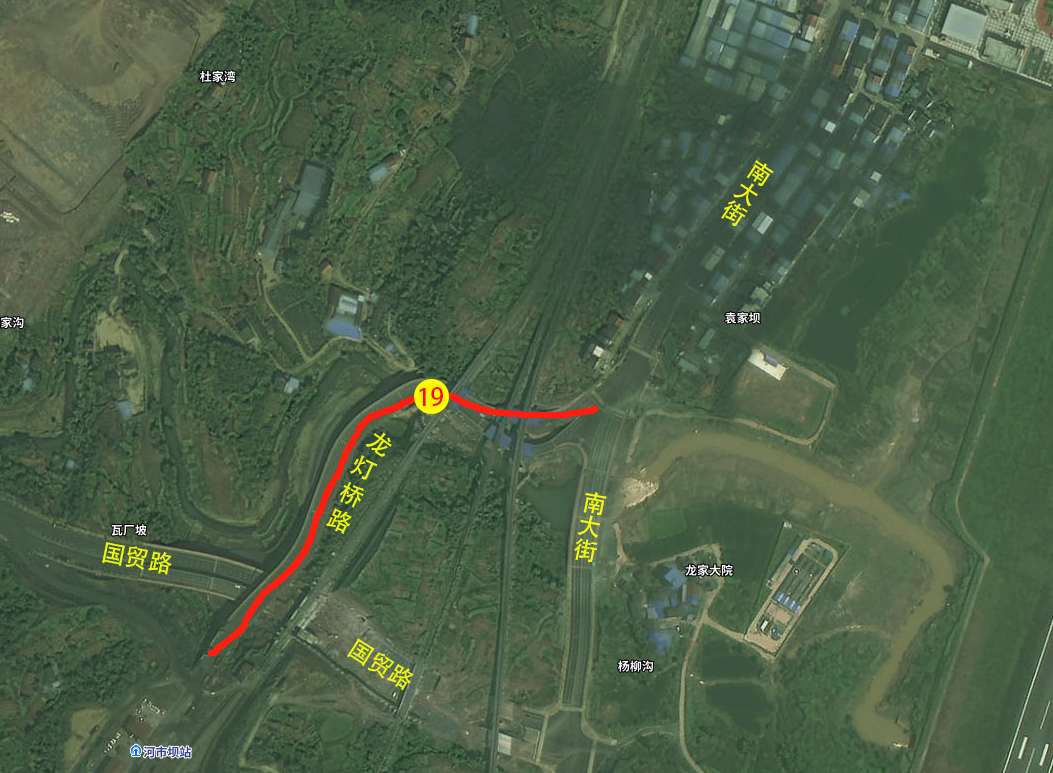 杜家湾
南大街
家沟
袁家坝
19
龙灯桥路
南大街
瓦厂坡
国贸路
龙家大院
国贸路
杨柳沟
河市坝站